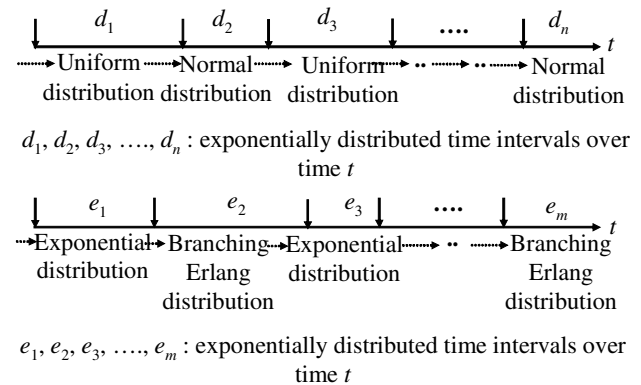 d1 d2 d3 .... dn
t
Uniform distribution
Normal distribution
Uniform distribution
.. ..
Normal distribution
d1, d2, d3, …., dn : exponentially distributed time intervals over
time t
e1 e2 e3 .... em
t
Exponential distribution
Branching Erlang distribution
Exponential distribution
..
Branching Erlang distribution
e1, e2, e3, …., em : exponentially distributed time intervals over
time t